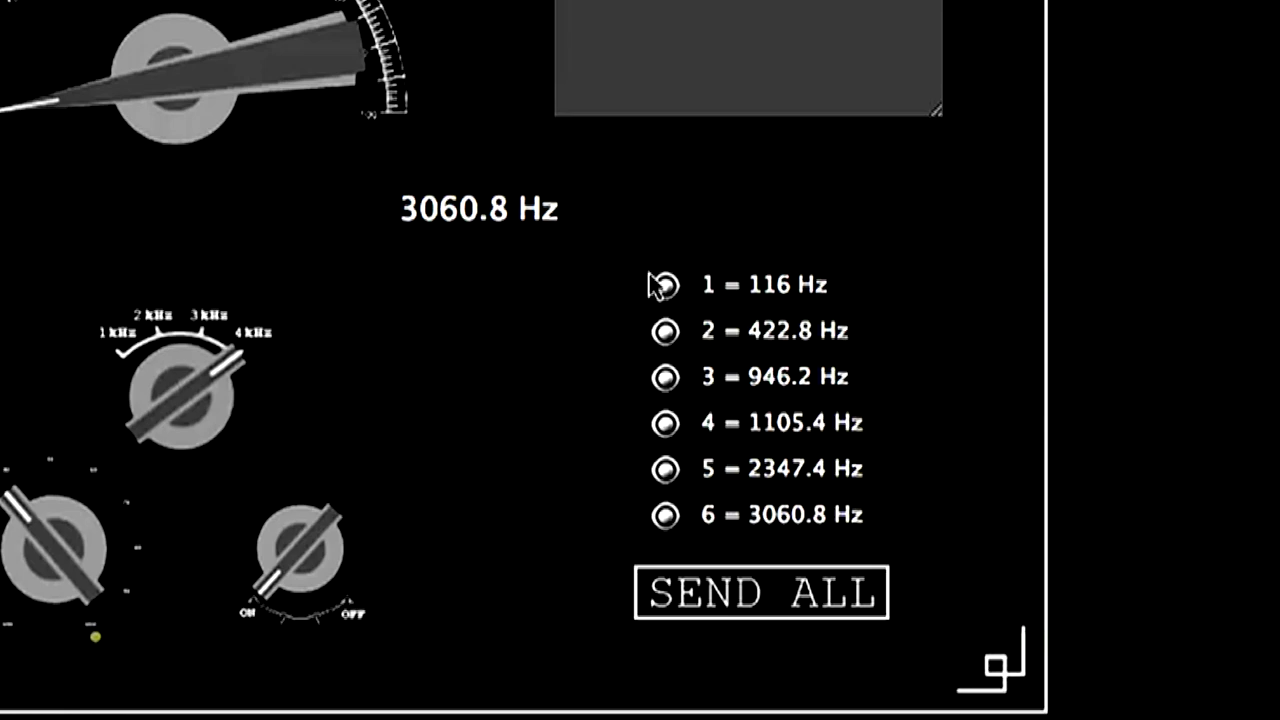 3060.8 Hz
1 = 116 Hz
2 kHz 3 kHz
1 kHz 4 kHz
2 = 422.8 Hz
3 = 946.2 Hz
4 = 1105.4 Hz
5 = 2347.4 Hz
6 = 3060.8 Hz
SEND ALL
ON OFF